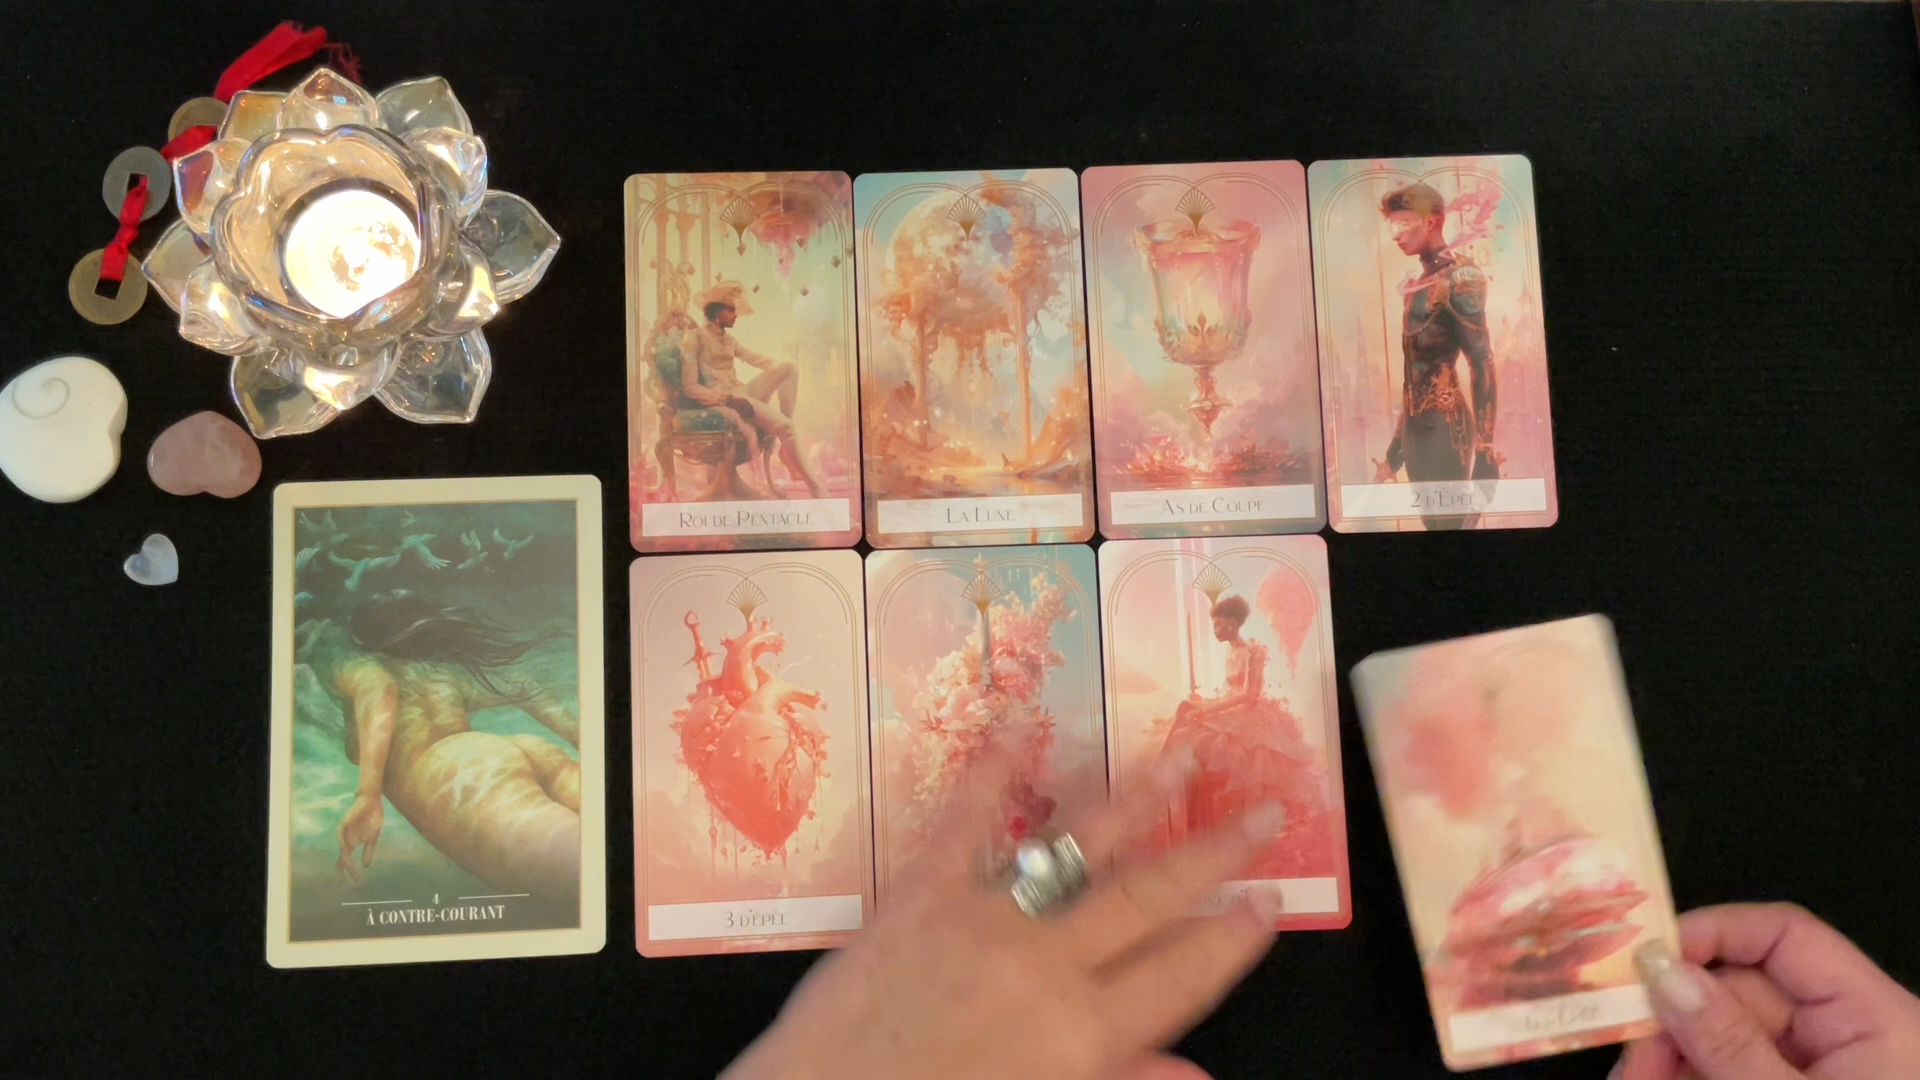 Roi de Pentacle
La Lune
As de Coupe
2 d'Épée
3 d'épée
4
À CONTRE-COURANT